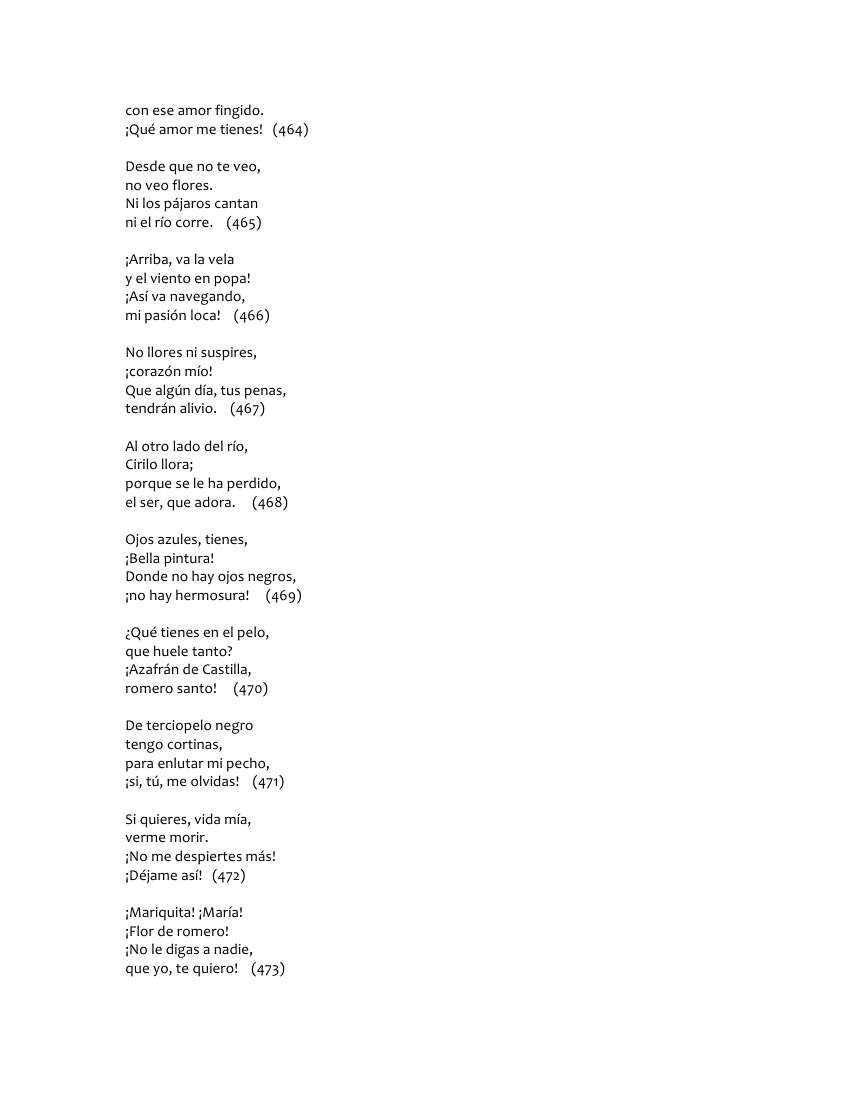 con ese amor fingido.
¡Qué amor me tienes! (464)
Desde que no te veo,
no veo flores.
Ni los pájaros cantan
ni el río corre. (465)
¡Arriba, va la vela
y el viento en popa!
¡Así va navegando,
mi pasión loca! (466)
No llores ni suspires,
¡corazón mío!
Que algún día, tus penas,
tendrán alivio. (467)
Al otro lado del río,
Cirilo llora;
porque se le ha perdido,
el ser, que adora. (468)
Ojos azules, tienes,
¡Bella pintura!
Donde no hay ojos negros,
¡no hay hermosura! (469)
¿Qué tienes en el pelo,
que huele tanto?
¡Azafrán de Castilla,
romero santo! (470)
De terciopelo negro
tengo cortinas,
para enlutar mi pecho,
¡si, tú, me olvidas! (471)
Si quieres, vida mía,
verme morir.
¡No me despiertes más!
¡Déjame así! (472)
¡Mariquita! ¡María!
¡Flor de romero!
¡No le digas a nadie,
que yo, te quiero! (473)